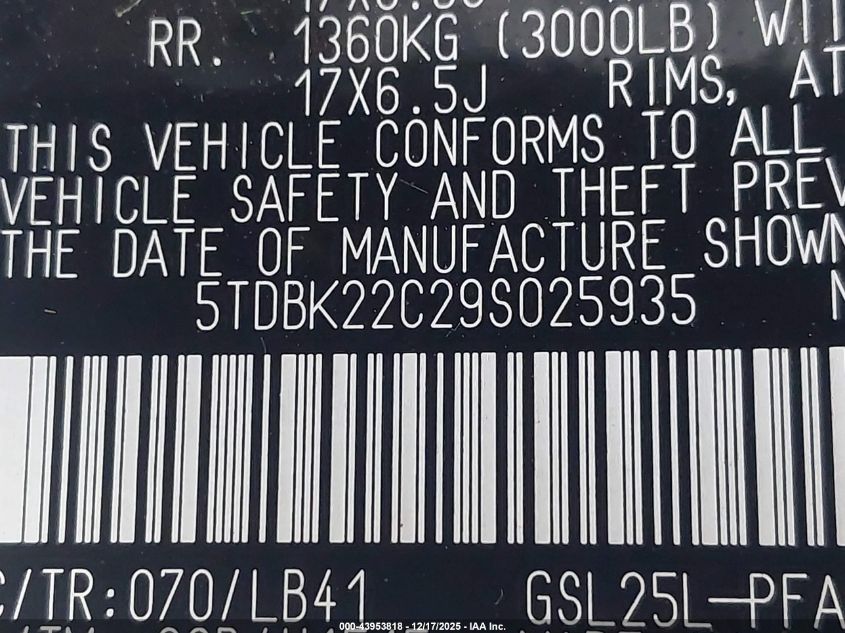 RR. 1360KG (3000LB)
17X6.5J RIMS,
THIS VEHICLE CONFORMS TO ALL
VEHICLE SAFETY AND THEFT
THE DATE OF MANUFACTURE SHOWN
5TDBK22C29S025935
C/TR:070/LB41 GSL25L-PFA
000-43953818 - 12/17/2025 - IAA Inc.